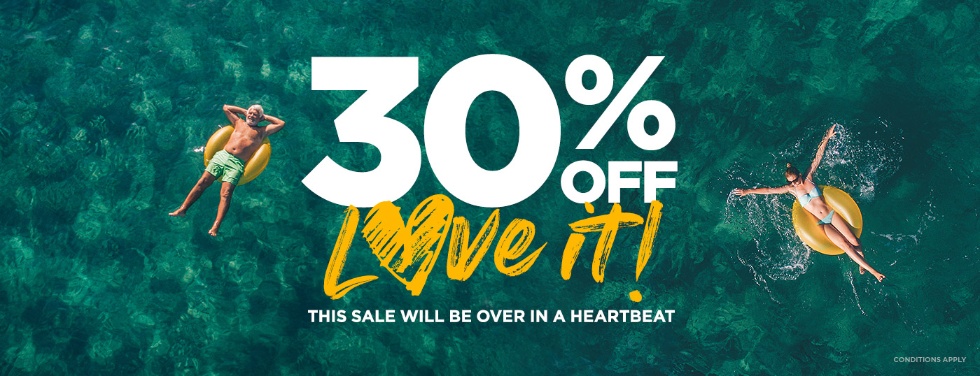 30%
OFF
Love it!
THIS SALE WILL BE OVER IN A HEARTBEAT
CONDITIONS APPLY